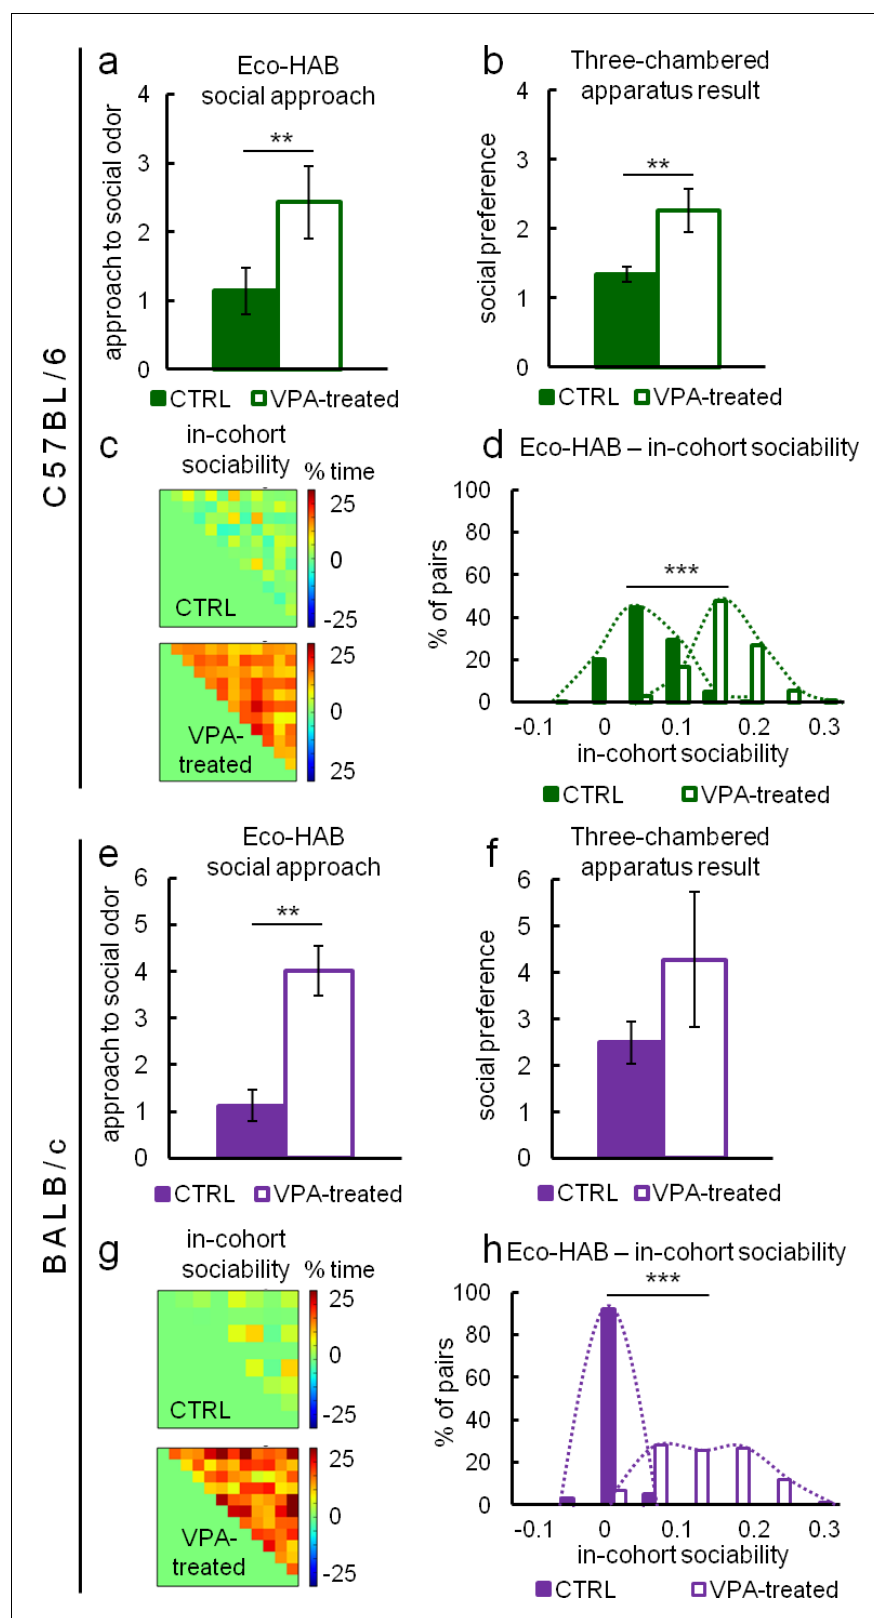 C57BL/6
a
Eco-HAB
social approach
approach to social odor
4
3
2
1
0
**
CTRL VPA-treated
b
Three-chambered
apparatus result
social preference
4
3
2
1
0
**
CTRL VPA-treated
c
in-cohort
sociability
% time
25
0
-25
CTRL
25
0
25
VPA-
treated
d
Eco-HAB – in-cohort sociability
% of pairs
100
80
60
40
20
0
***
-0.1 0 0.1 0.2 0.3
in-cohort sociability
CTRL VPA-treated
BALB/c
e
Eco-HAB
social approach
approach to social odor
6
5
4
3
2
1
0
**
CTRL VPA-treated
f
Three-chambered
apparatus result
social preference
6
5
4
3
2
1
0
CTRL VPA-treated
g
in-cohort
sociability
% time
25
0
-25
CTRL
25
0
-25
VPA-
treated
h
Eco-HAB – in-cohort sociability
% of pairs
100
80
60
40
20
0
***
-0.1 0 0.1 0.2 0.3
in-cohort sociability
CTRL VPA-treated